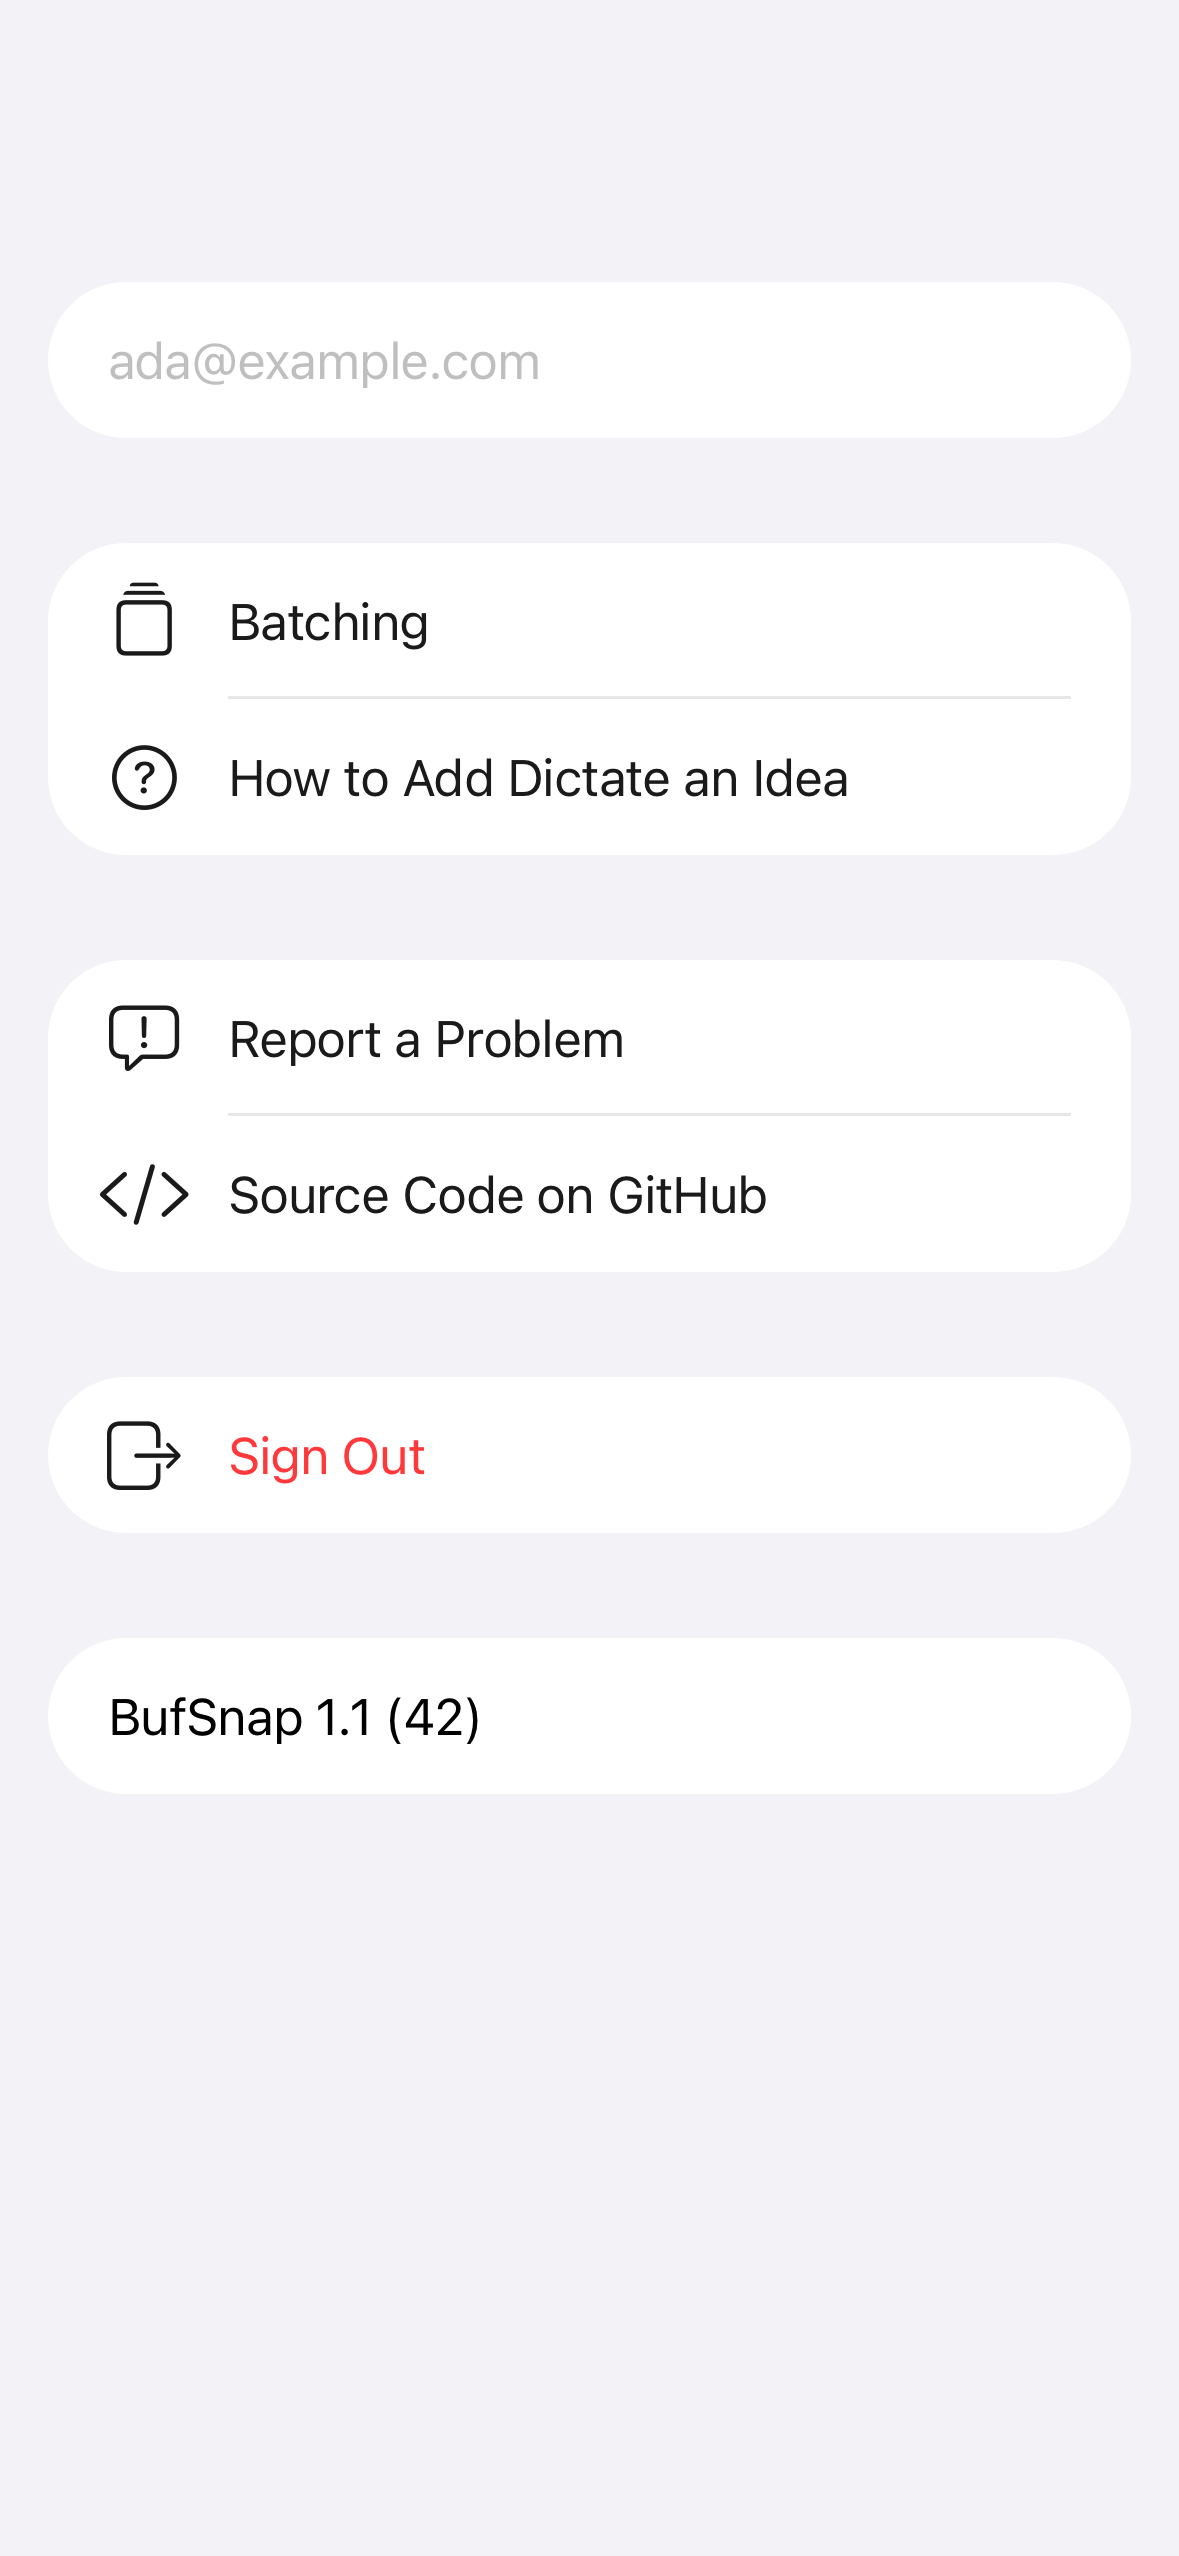 ada@example.com
Batching
How to Add Dictate an Idea
Report a Problem
Source Code on GitHub
Sign Out
BufSnap 1.1 (42)